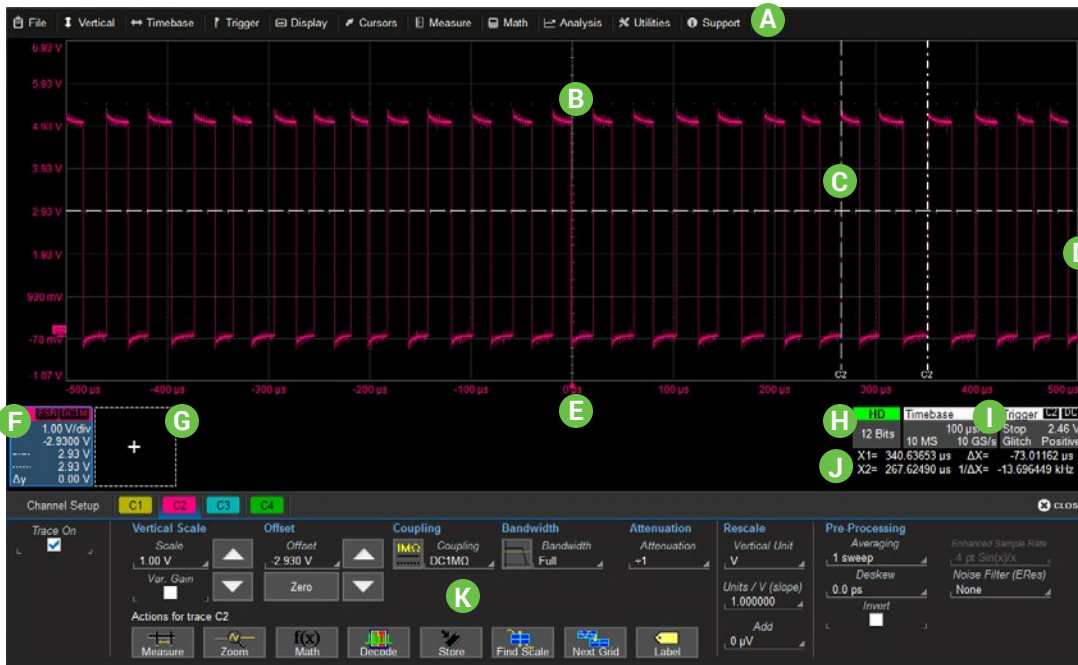 File Vertical Timebase Trigger Display Cursors Measure Math Analysis Utilities Support A
6.93 V
5.93 V
B
4.93 V
3.93 V
C
2.93 V
1.93 V
930 mV
-70 mV
-1.07 V
C2 C2
-500 µs -400 µs -300 µs -200 µs -100 µs 0 µs 100 µs 200 µs 300 µs 400 µs 500 µs
E
F ESR DC1M G H HD Timebase I Trigger C2 DC
1.00 V/div 12 Bits 100 µs/ Stop 2.46 V
-2.9300 V 10 MS 10 GS/s Glitch Positive
2.93 V + J X1= 340.63653 µs ΔX= -73.01162 µs
2.93 V X2= 267.62490 µs 1/ΔX= -13.696449 kHz
Δy 0.00 V
Channel Setup C1 C2 C3 C4 CLOS
Trace On Vertical Scale Offset Coupling Bandwidth Attenuation Rescale Pre Processing
Scale Offset 1MΩ Coupling Bandwidth Attenuation Vertical Unit Averaging Enhanced Sample Rate
1.00 V -2.930 V DC1MΩ Full ÷1 V 1 sweep 4 pt Sin(x)/x
Var. Gain Zero Units / V (slope) Deskew Noise Filter (ERes)
K 1.000000 0.0 ps None
Actions for trace C2 Add Invert
Measure Zoom f(x) Math Decode Store Find Scale Next Grid Label 0 µV